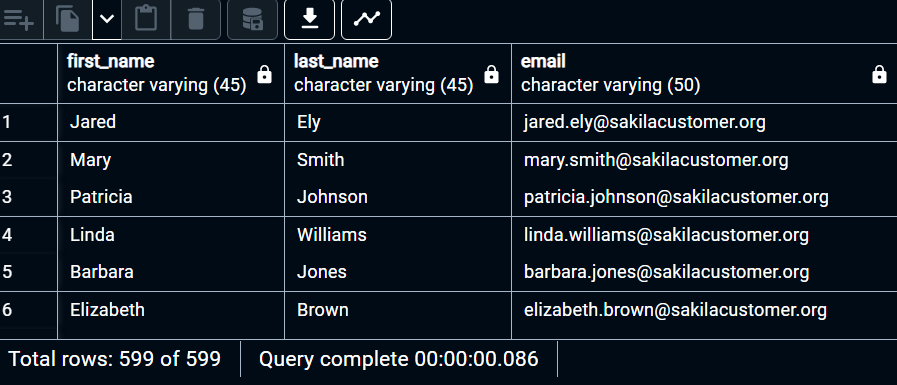 first_name last_name email
character varying (45) character varying (45) character varying (50)
1 Jared Ely jared.ely@sakilacustomer.org
2 Mary Smith mary.smith@sakilacustomer.org
3 Patricia Johnson patricia.johnson@sakilacustomer.org
4 Linda Williams linda.williams@sakilacustomer.org
5 Barbara Jones barbara.jones@sakilacustomer.org
6 Elizabeth Brown elizabeth.brown@sakilacustomer.org
Total rows: 599 of 599 Query complete 00:00:00.086